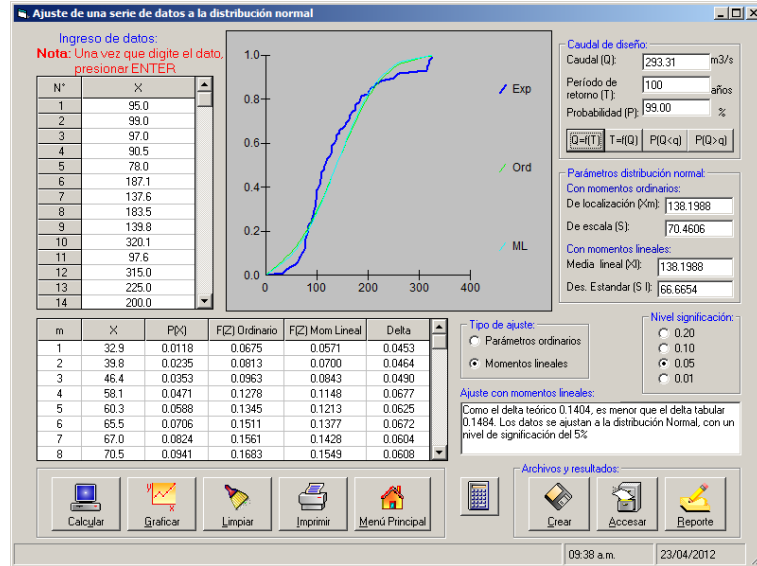 Ajuste de una serie de datos a la distribución normal
Ingreso de datos:
Nota: Una vez que digite el dato,
presionar ENTER
N° X
1 95.0
2 99.0
3 97.0
4 90.5
5 78.0
6 187.1
7 137.6
8 183.5
9 139.8
10 320.1
11 97.6
12 315.0
13 225.0
14 200.0
1.0
0.8
0.6
0.4
0.2
0.0
0 100 200 300 400
Exp
Ord
ML
Caudal de diseño:
Caudal (Q): 293.31 m3/s
Período de
retorno (T): 100 años
Probabilidad (P): 99.00 %
Q=f(T) T=f(Q) P(Q<q) P(Q>q)
Parámetros distribución normal:
Con momentos ordinarios:
De localización (Xm): 138.1988
De escala (S): 70.4606
Con momentos lineales:
Media lineal (Xl): 138.1988
Des. Estandar (S l): 66.6654
m X P(X) F(Z) Ordinario F(Z) Mom Lineal Delta
1 32.9 0.0118 0.0675 0.0571 0.0453
2 39.8 0.0235 0.0813 0.0700 0.0464
3 46.4 0.0353 0.0963 0.0843 0.0490
4 58.1 0.0471 0.1278 0.1148 0.0677
5 60.3 0.0588 0.1345 0.1213 0.0625
6 65.5 0.0706 0.1511 0.1377 0.0672
7 67.0 0.0824 0.1561 0.1428 0.0604
8 70.5 0.0941 0.1683 0.1549 0.0608
Tipo de ajuste:
Parámetros ordinarios
Momentos lineales
Nivel significación:
0.20
0.10
0.05
0.01
Ajuste con momentos lineales:
Como el delta teórico 0.1404, es menor que el delta tabular
0.1484. Los datos se ajustan a la distribución Normal, con un
nivel de significación del 5%
Calcular Graficar Limpiar Imprimir Menú Principal
Archivos y resultados:
Crear Accesar Reporte
09:38 a.m. 23/04/2012